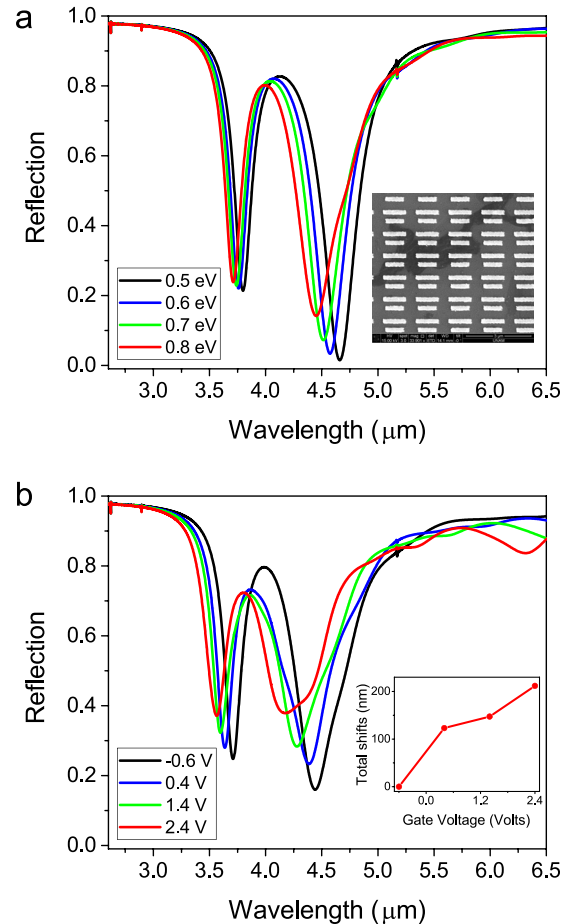 a
1.0
0.8
0.6
0.4
0.2
0.0
Reflection
0.5 eV
0.6 eV
0.7 eV
0.8 eV
3.0 3.5 4.0 4.5 5.0 5.5 6.0 6.5
Wavelength (μm)
b
1.0
0.8
0.6
0.4
0.2
0.0
Reflection
-0.6 V
0.4 V
1.4 V
2.4 V
Total shifts (nm)
200
100
0
0.0 1.2 2.4
Gate Voltage (Volts)
3.0 3.5 4.0 4.5 5.0 5.5 6.0 6.5
Wavelength (μm)